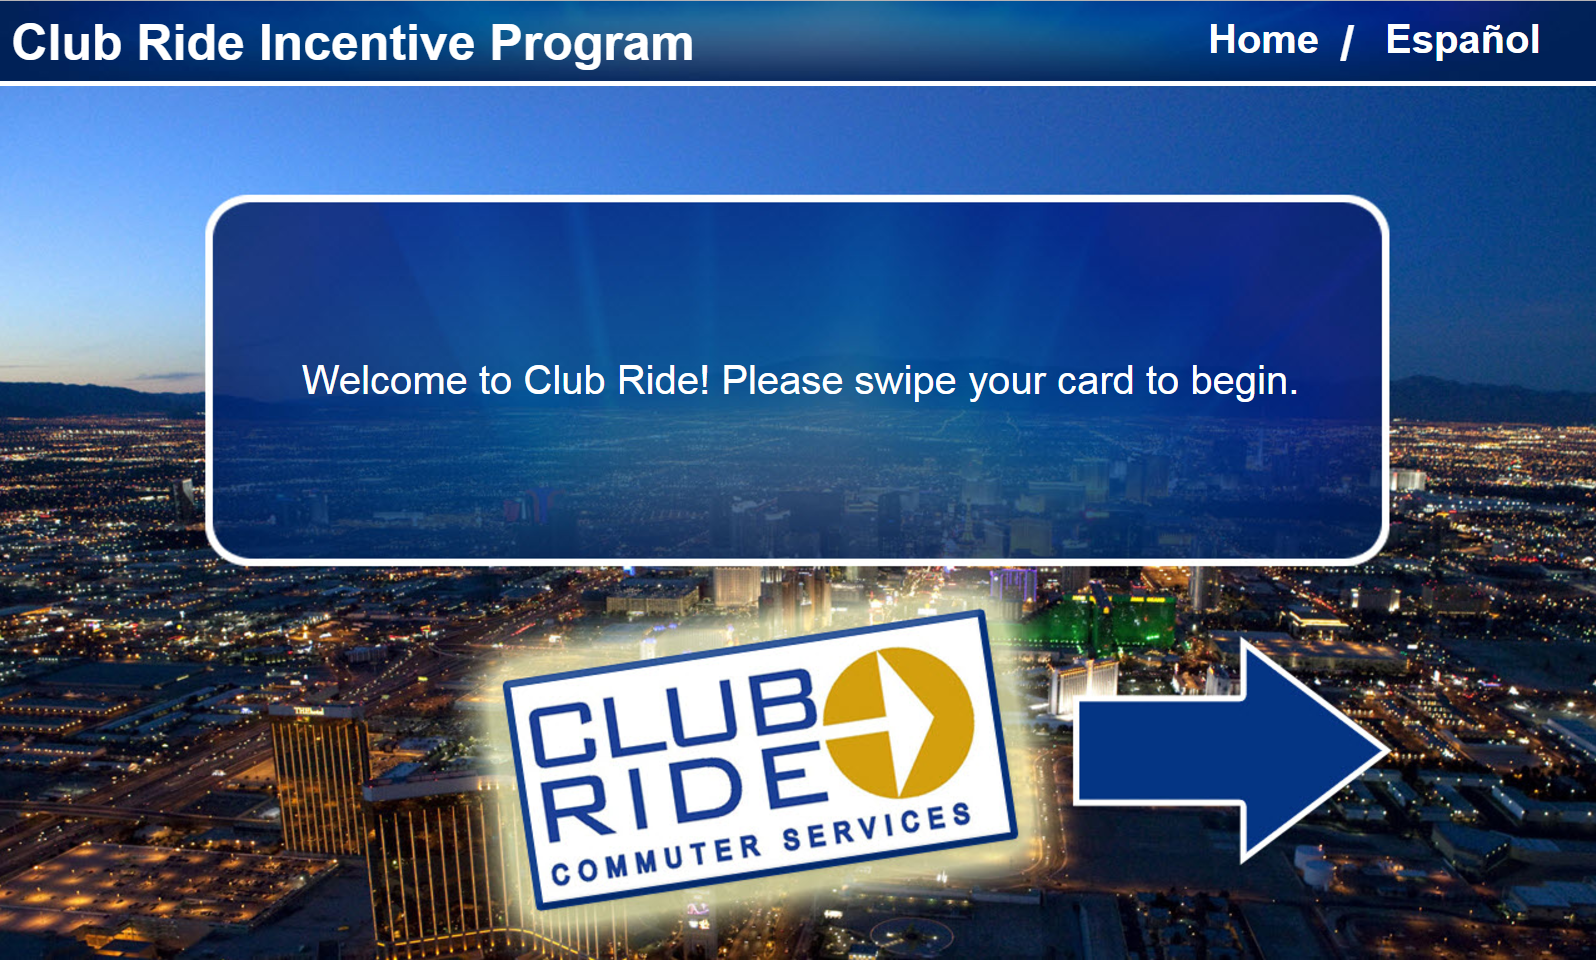 Club Ride Incentive Program
Home / Español
Welcome to Club Ride! Please swipe your card to begin.
CLUB
RIDE
COMMUTER SERVICES